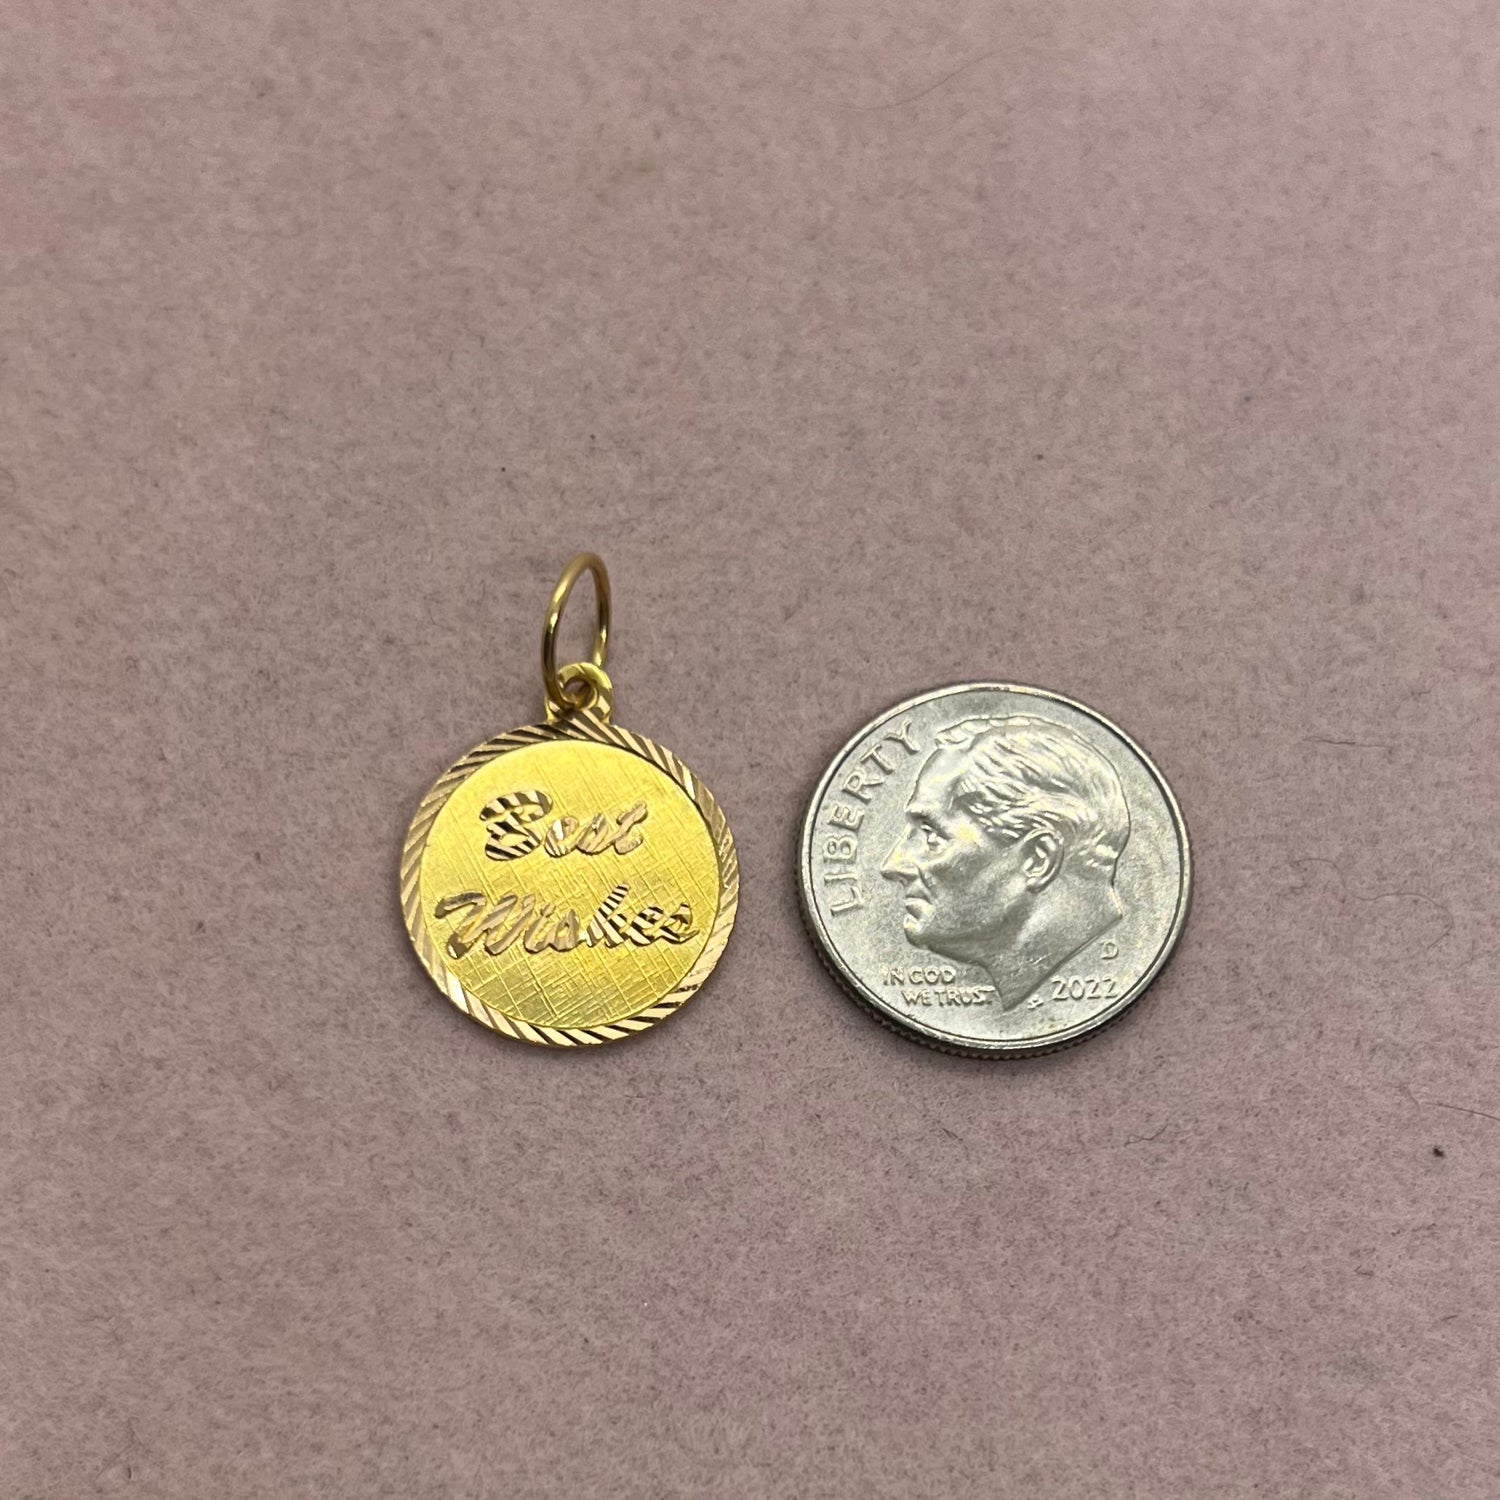 Best
Wishes
LIBERTY
IN GOD
WE TRUST
D
2022